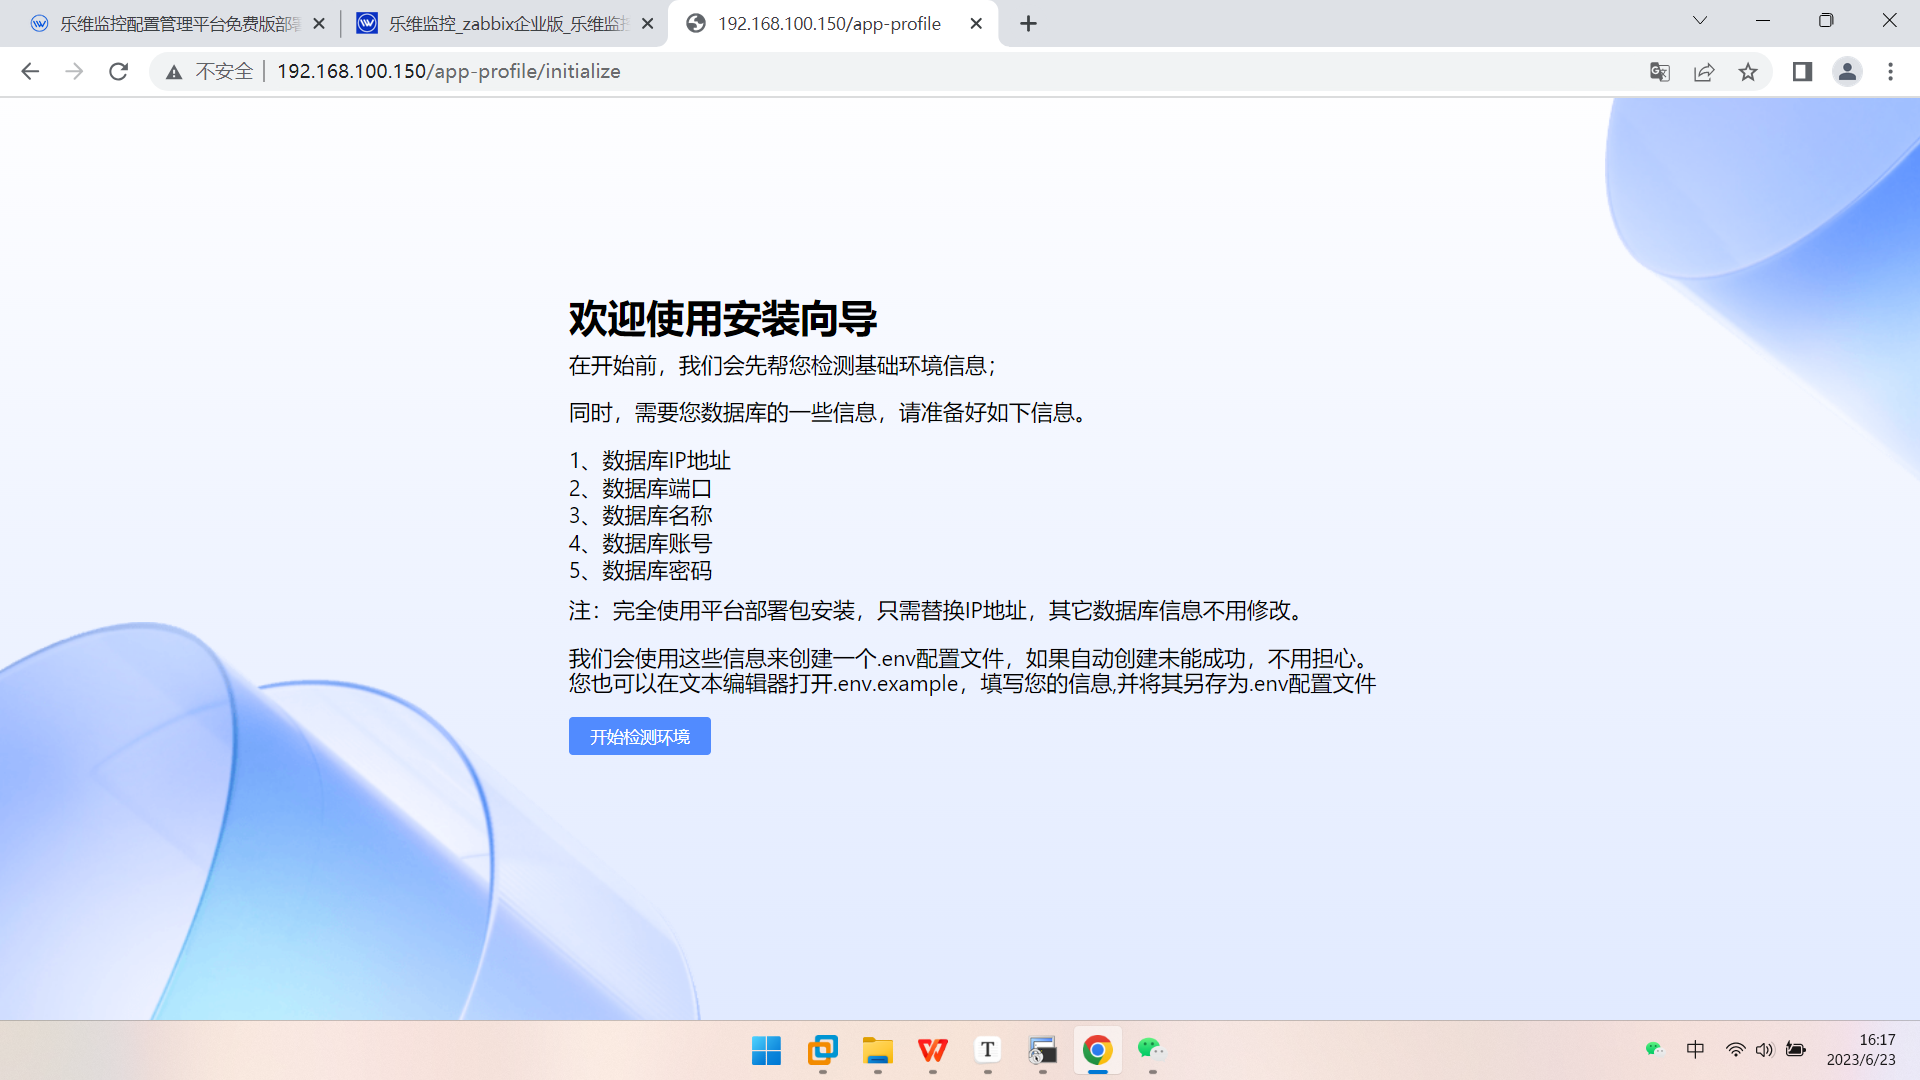 乐维监控配置管理平台免费版部署
乐维监控_zabbix企业版_乐维监控
192.168.100.150/app-profile
不安全
192.168.100.150/app-profile/initialize
欢迎使用安装向导
在开始前，我们会先帮您检测基础环境信息；
同时，需要您数据库的一些信息，请准备好如下信息。
1、数据库IP地址
2、数据库端口
3、数据库名称
4、数据库账号
5、数据库密码
注：完全使用平台部署包安装，只需替换IP地址，其它数据库信息不用修改。
我们会使用这些信息来创建一个.env配置文件，如果自动创建未能成功，不用担心。
您也可以在文本编辑器打开.env.example，填写您的信息,并将其另存为.env配置文件
开始检测环境
T
中
16:17
2023/6/23